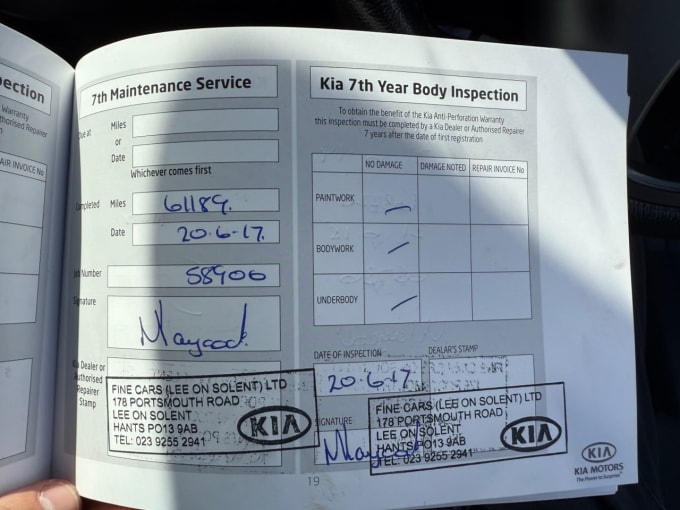 ection
Warranty
thorised Repairer
AIR INVOICE No
7th Maintenance Service
Due at
Miles
or
Date
Whichever comes first
Completed Miles 61189.
Date 20.6-17.
Job Number 58906
Signature
Maycock
Kia Dealer or
Authorised
Repairer
Stamp
FINE CARS (LEE ON SOLENT) LTD
178 PORTSMOUTH ROAD
LEE ON SOLENT
HANTS PO13 9AB
TEL: 023 9255 2941
KIA
Kia 7th Year Body Inspection
To obtain the benefit of the Kia Anti-Perforation Warranty
this inspection must be completed by a Kia Dealer or Authorised Repairer
7 years after the date of first registration
NO DAMAGE DAMAGE NOTED REPAIR INVOICE No
PAINTWORK
BODYWORK
UNDERBODY
DATE OF INSPECTION DEALAR'S STAMP
20-6-17
SIGNATURE
Maycock
FINE CARS (LEE ON SOLENT) LTD
178 PORTSMOUTH ROAD
LEE ON SOLENT
HANTS PO13 9AB
TEL: 023 9255 2941
KIA
19
KIA
KIA MOTORS
The Power to Surprise